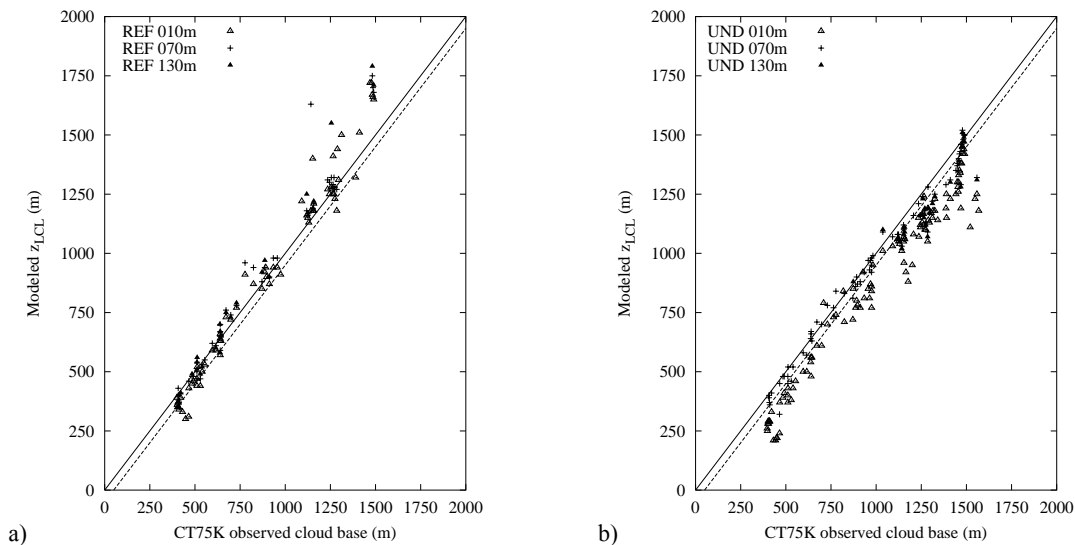 2000
1750
1500
1250
1000
750
500
250
0
Modeled z_LCL (m)
REF 010m
REF 070m
REF 130m
0 250 500 750 1000 1250 1500 1750 2000
CT75K observed cloud base (m)
a)
2000
1750
1500
1250
1000
750
500
250
0
Modeled z_LCL (m)
UND 010m
UND 070m
UND 130m
0 250 500 750 1000 1250 1500 1750 2000
CT75K observed cloud base (m)
b)